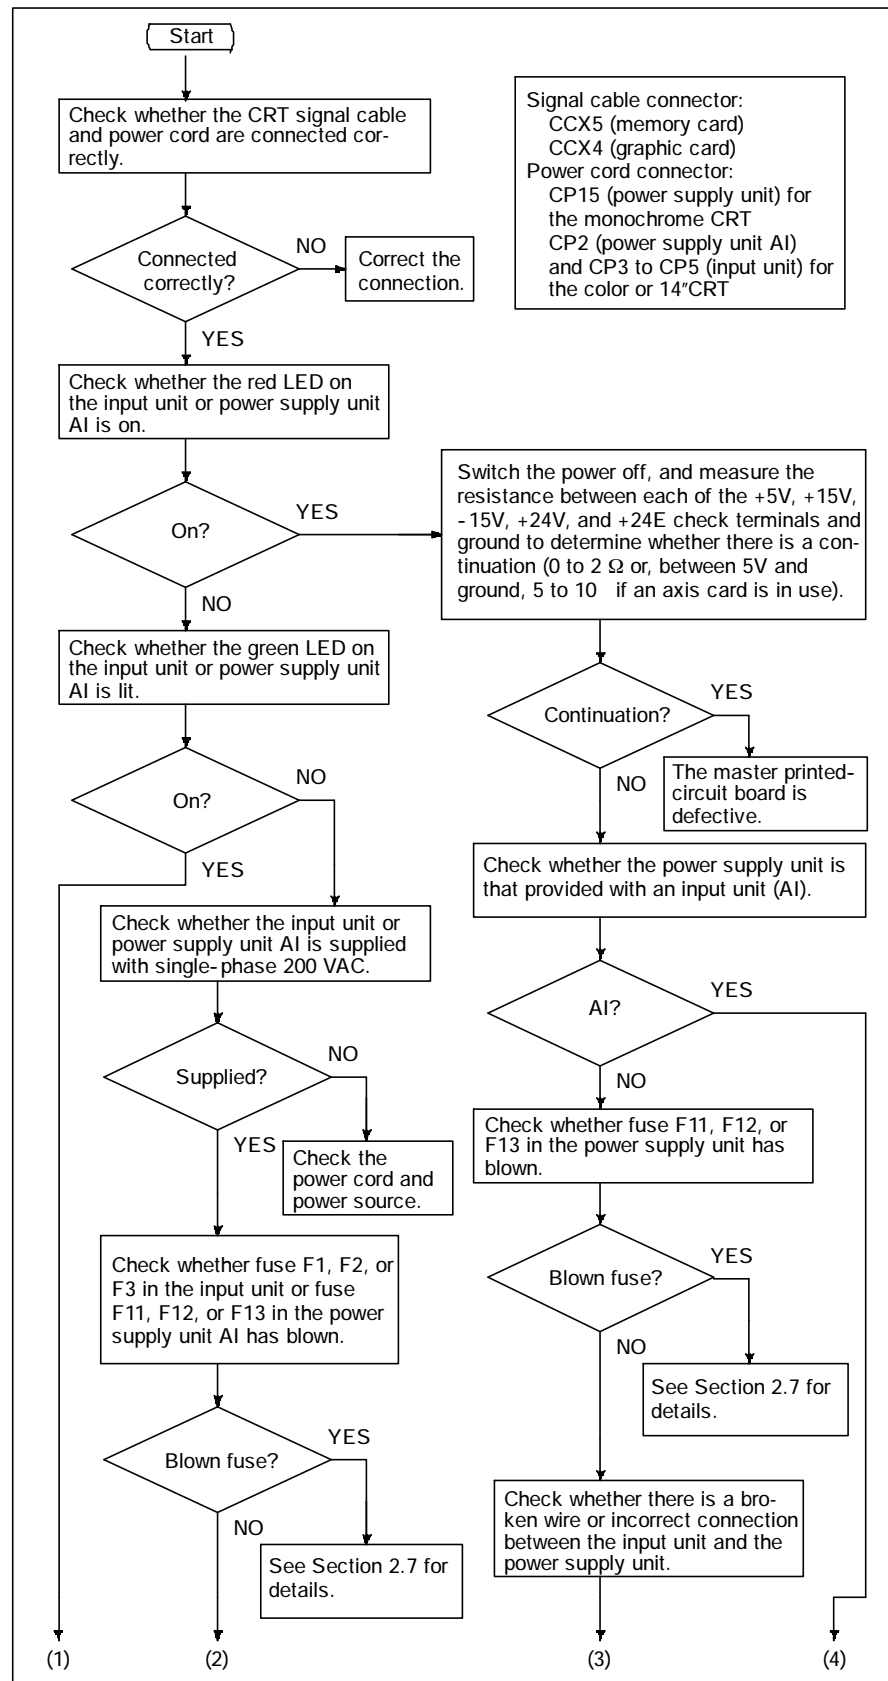 Start
Check whether the CRT signal cable
and power cord are connected cor-
rectly.
Signal cable connector:
CCX5 (memory card)
CCX4 (graphic card)
Power cord connector:
CP15 (power supply unit) for
the monochrome CRT
CP2 (power supply unit AI)
and CP3 to CP5 (input unit) for
the color or 14″CRT
Connected
correctly?
NO
Correct the
connection.
YES
Check whether the red LED on
the input unit or power supply unit
AI is on.
On?
YES
NO
Switch the power off, and measure the
resistance between each of the +5V, +15V,
-15V, +24V, and +24E check terminals and
ground to determine whether there is a con-
tinuation (0 to 2 Ω or, between 5V and
ground, 5 to 10 if an axis card is in use).
Check whether the green LED on
the input unit or power supply unit
AI is lit.
Continuation?
YES
NO
The master printed-
circuit board is
defective.
On?
NO
YES
Check whether the power supply unit is
that provided with an input unit (AI).
Check whether the input unit or
power supply unit AI is supplied
with single-phase 200 VAC.
AI?
YES
NO
Supplied?
NO
YES
Check the
power cord and
power source.
Check whether fuse F11, F12, or
F13 in the power supply unit has
blown.
Check whether fuse F1, F2, or
F3 in the input unit or fuse
F11, F12, or F13 in the power
supply unit AI has blown.
Blown fuse?
YES
NO
See Section 2.7 for
details.
Blown fuse?
YES
NO
See Section 2.7 for
details.
Check whether there is a bro-
ken wire or incorrect connection
between the input unit and the
power supply unit.
(1)
(2)
(3)
(4)